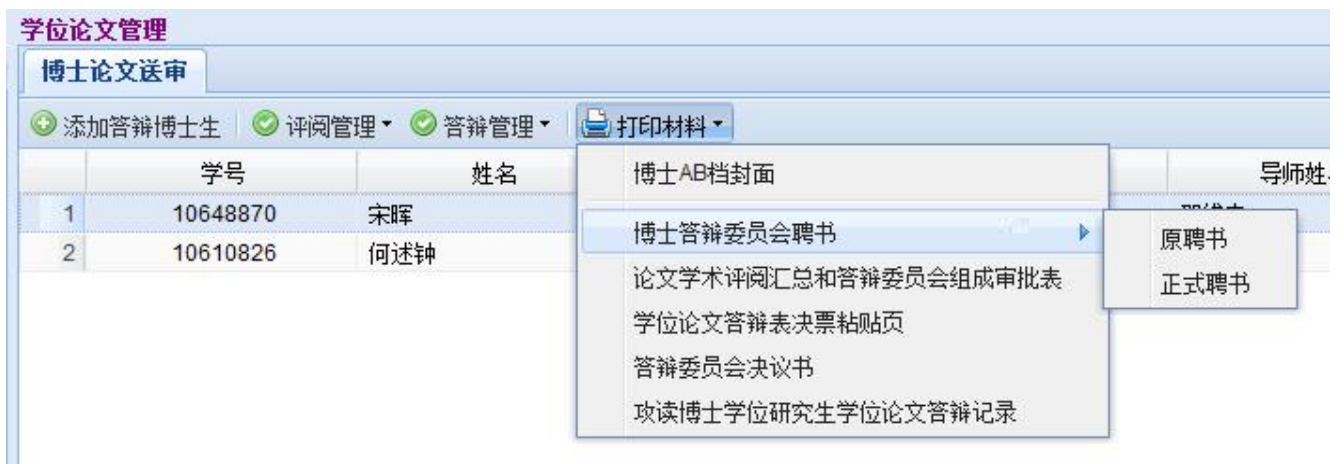 学位论文管理
博士论文送审
添加答辩博士生 评阅管理 答辩管理 打印材料
学号 姓名 导师姓
1 10648870 宋晖
2 10610826 何述钟
博士AB档封面
博士答辩委员会聘书
论文学术评阅汇总和答辩委员会组成审批表
学位论文答辩表决票粘贴页
答辩委员会决议书
攻读博士学位研究生学位论文答辩记录
原聘书
正式聘书